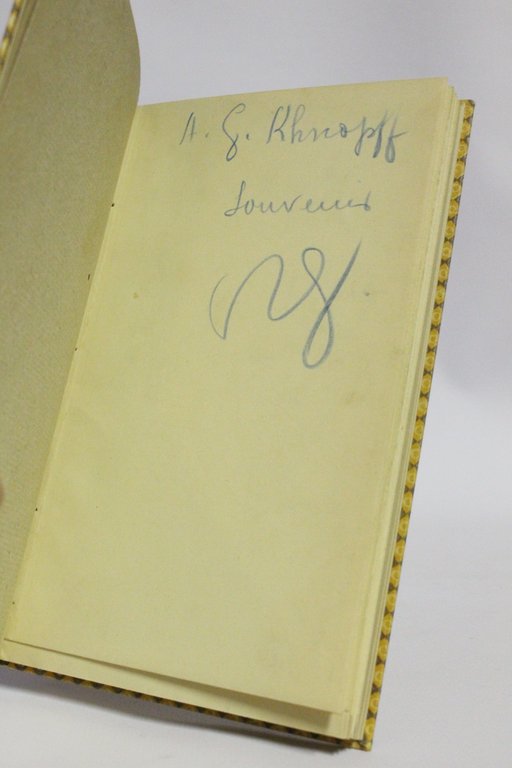 A. G. Khnopff
Souvenir